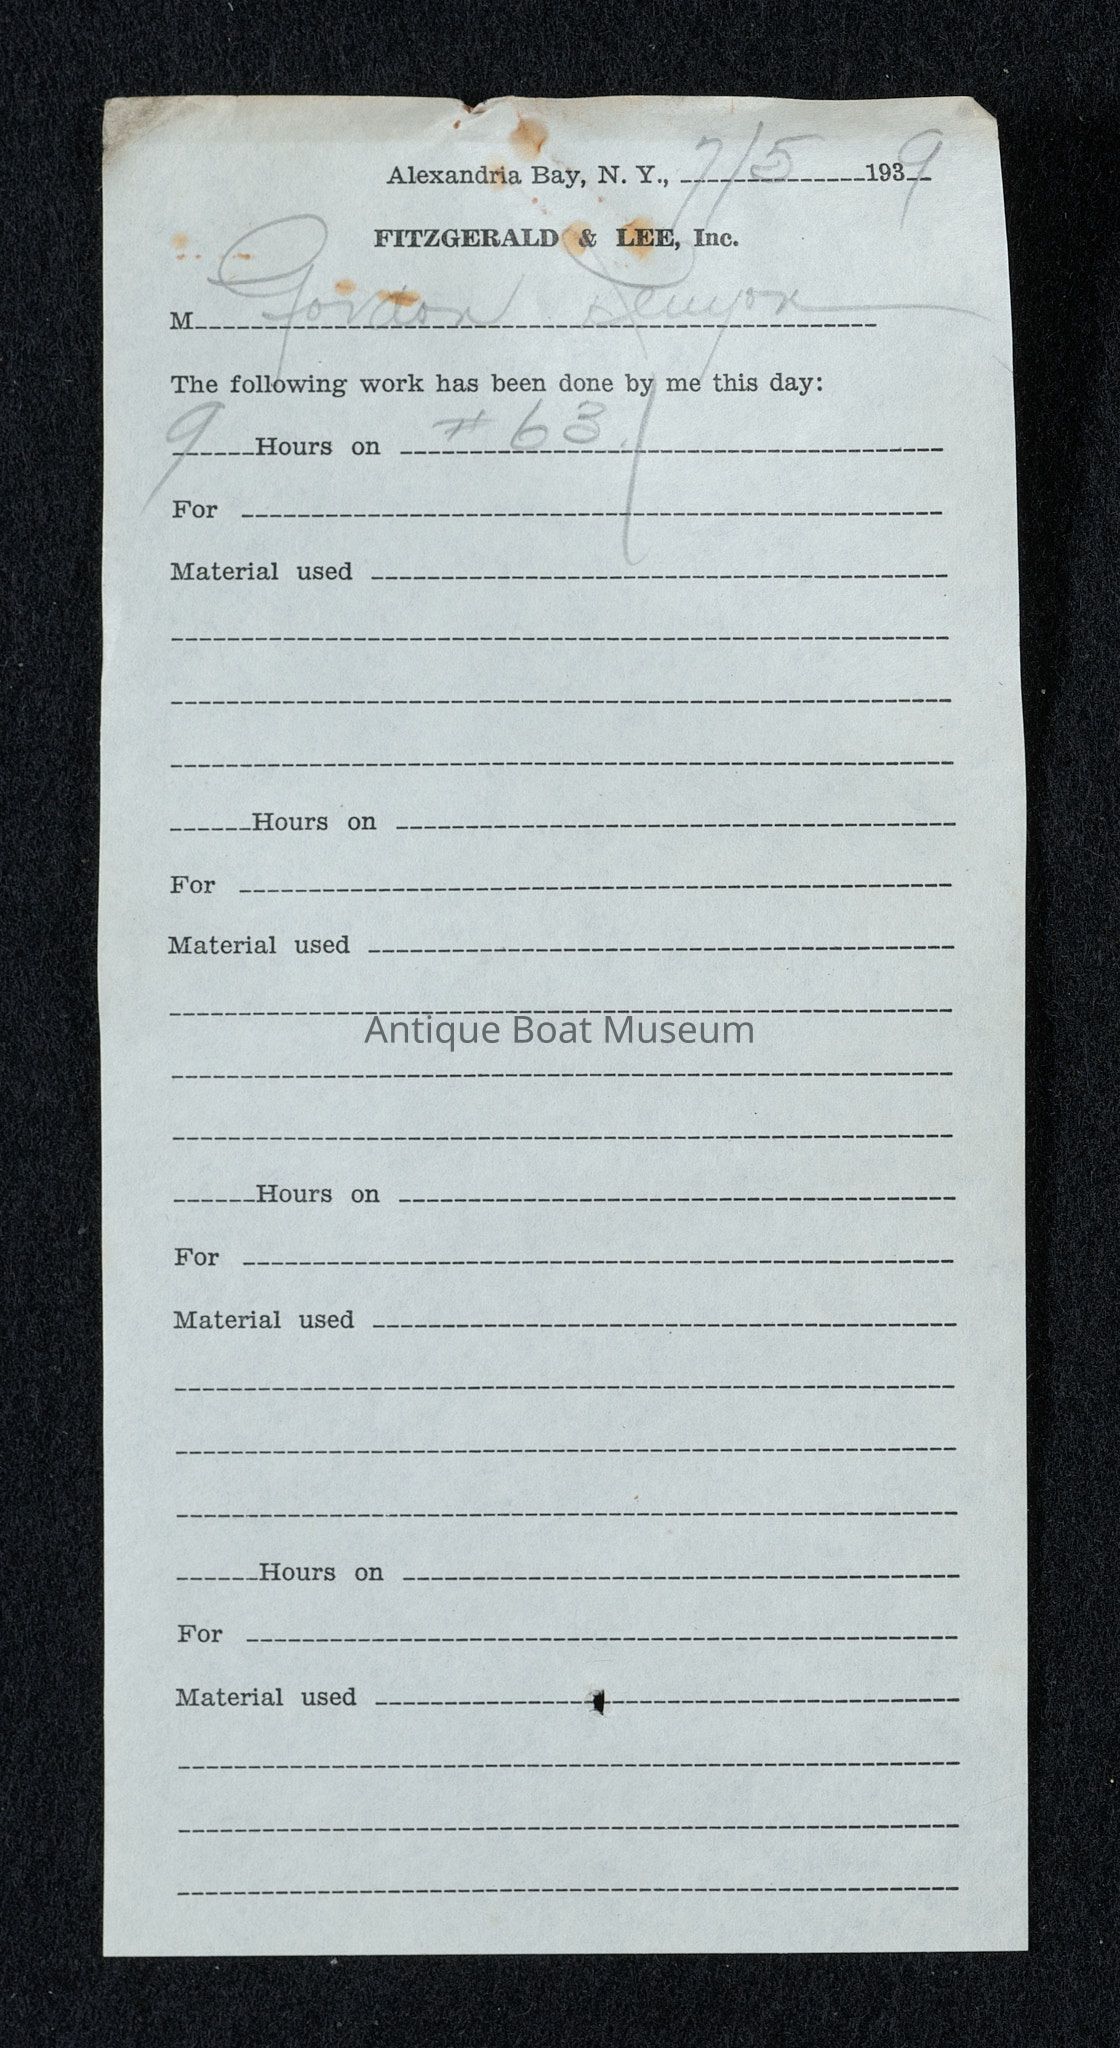 Alexandria Bay, N. Y., 7/5 1939
FITZGERALD & LEE, Inc.
M Gordon Kenyon
The following work has been done by me this day:
9 Hours on #63
For
Material used
Hours on
For
Material used
Antique Boat Museum
Hours on
For
Material used
Hours on
For
Material used